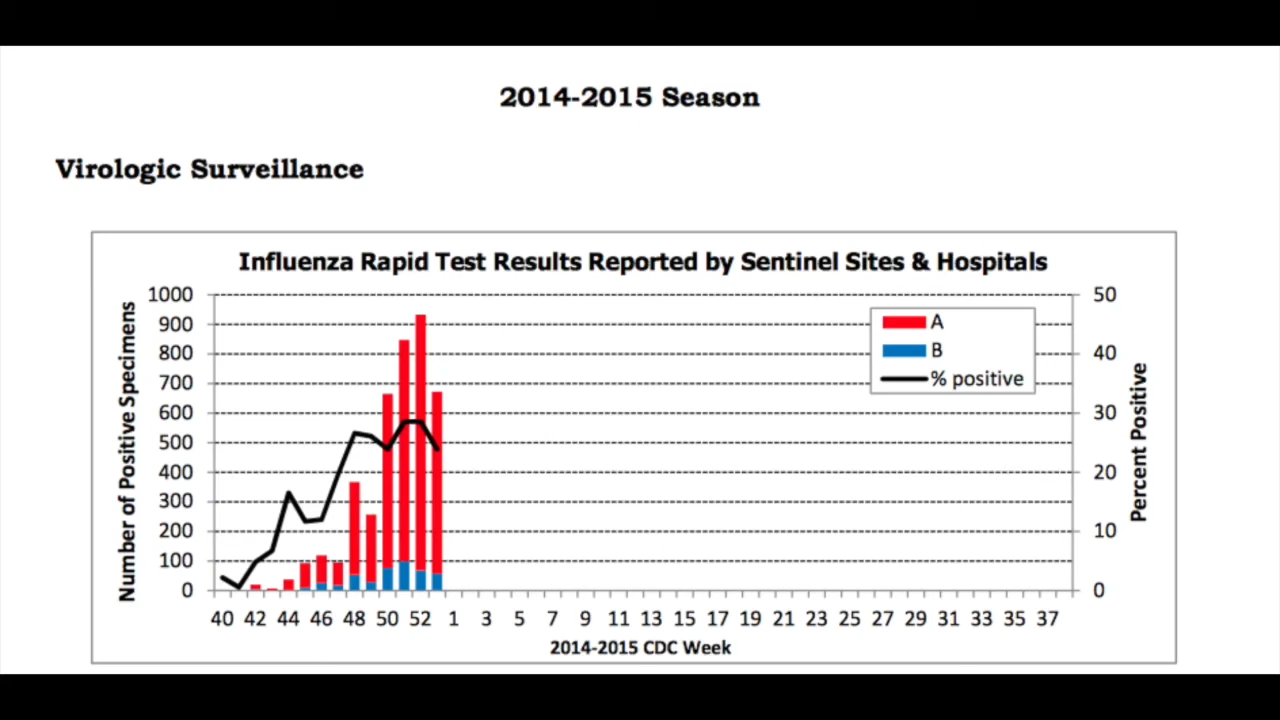 2014-2015 Season
Virologic Surveillance
Influenza Rapid Test Results Reported by Sentinel Sites & Hospitals
Number of Positive Specimens
1000
900
800
700
600
500
400
300
200
100
0
A
B
% positive
50
40
30
20
10
0
Percent Positive
40 42 44 46 48 50 52 1 3 5 7 9 11 13 15 17 19 21 23 25 27 29 31 33 35 37
2014-2015 CDC Week